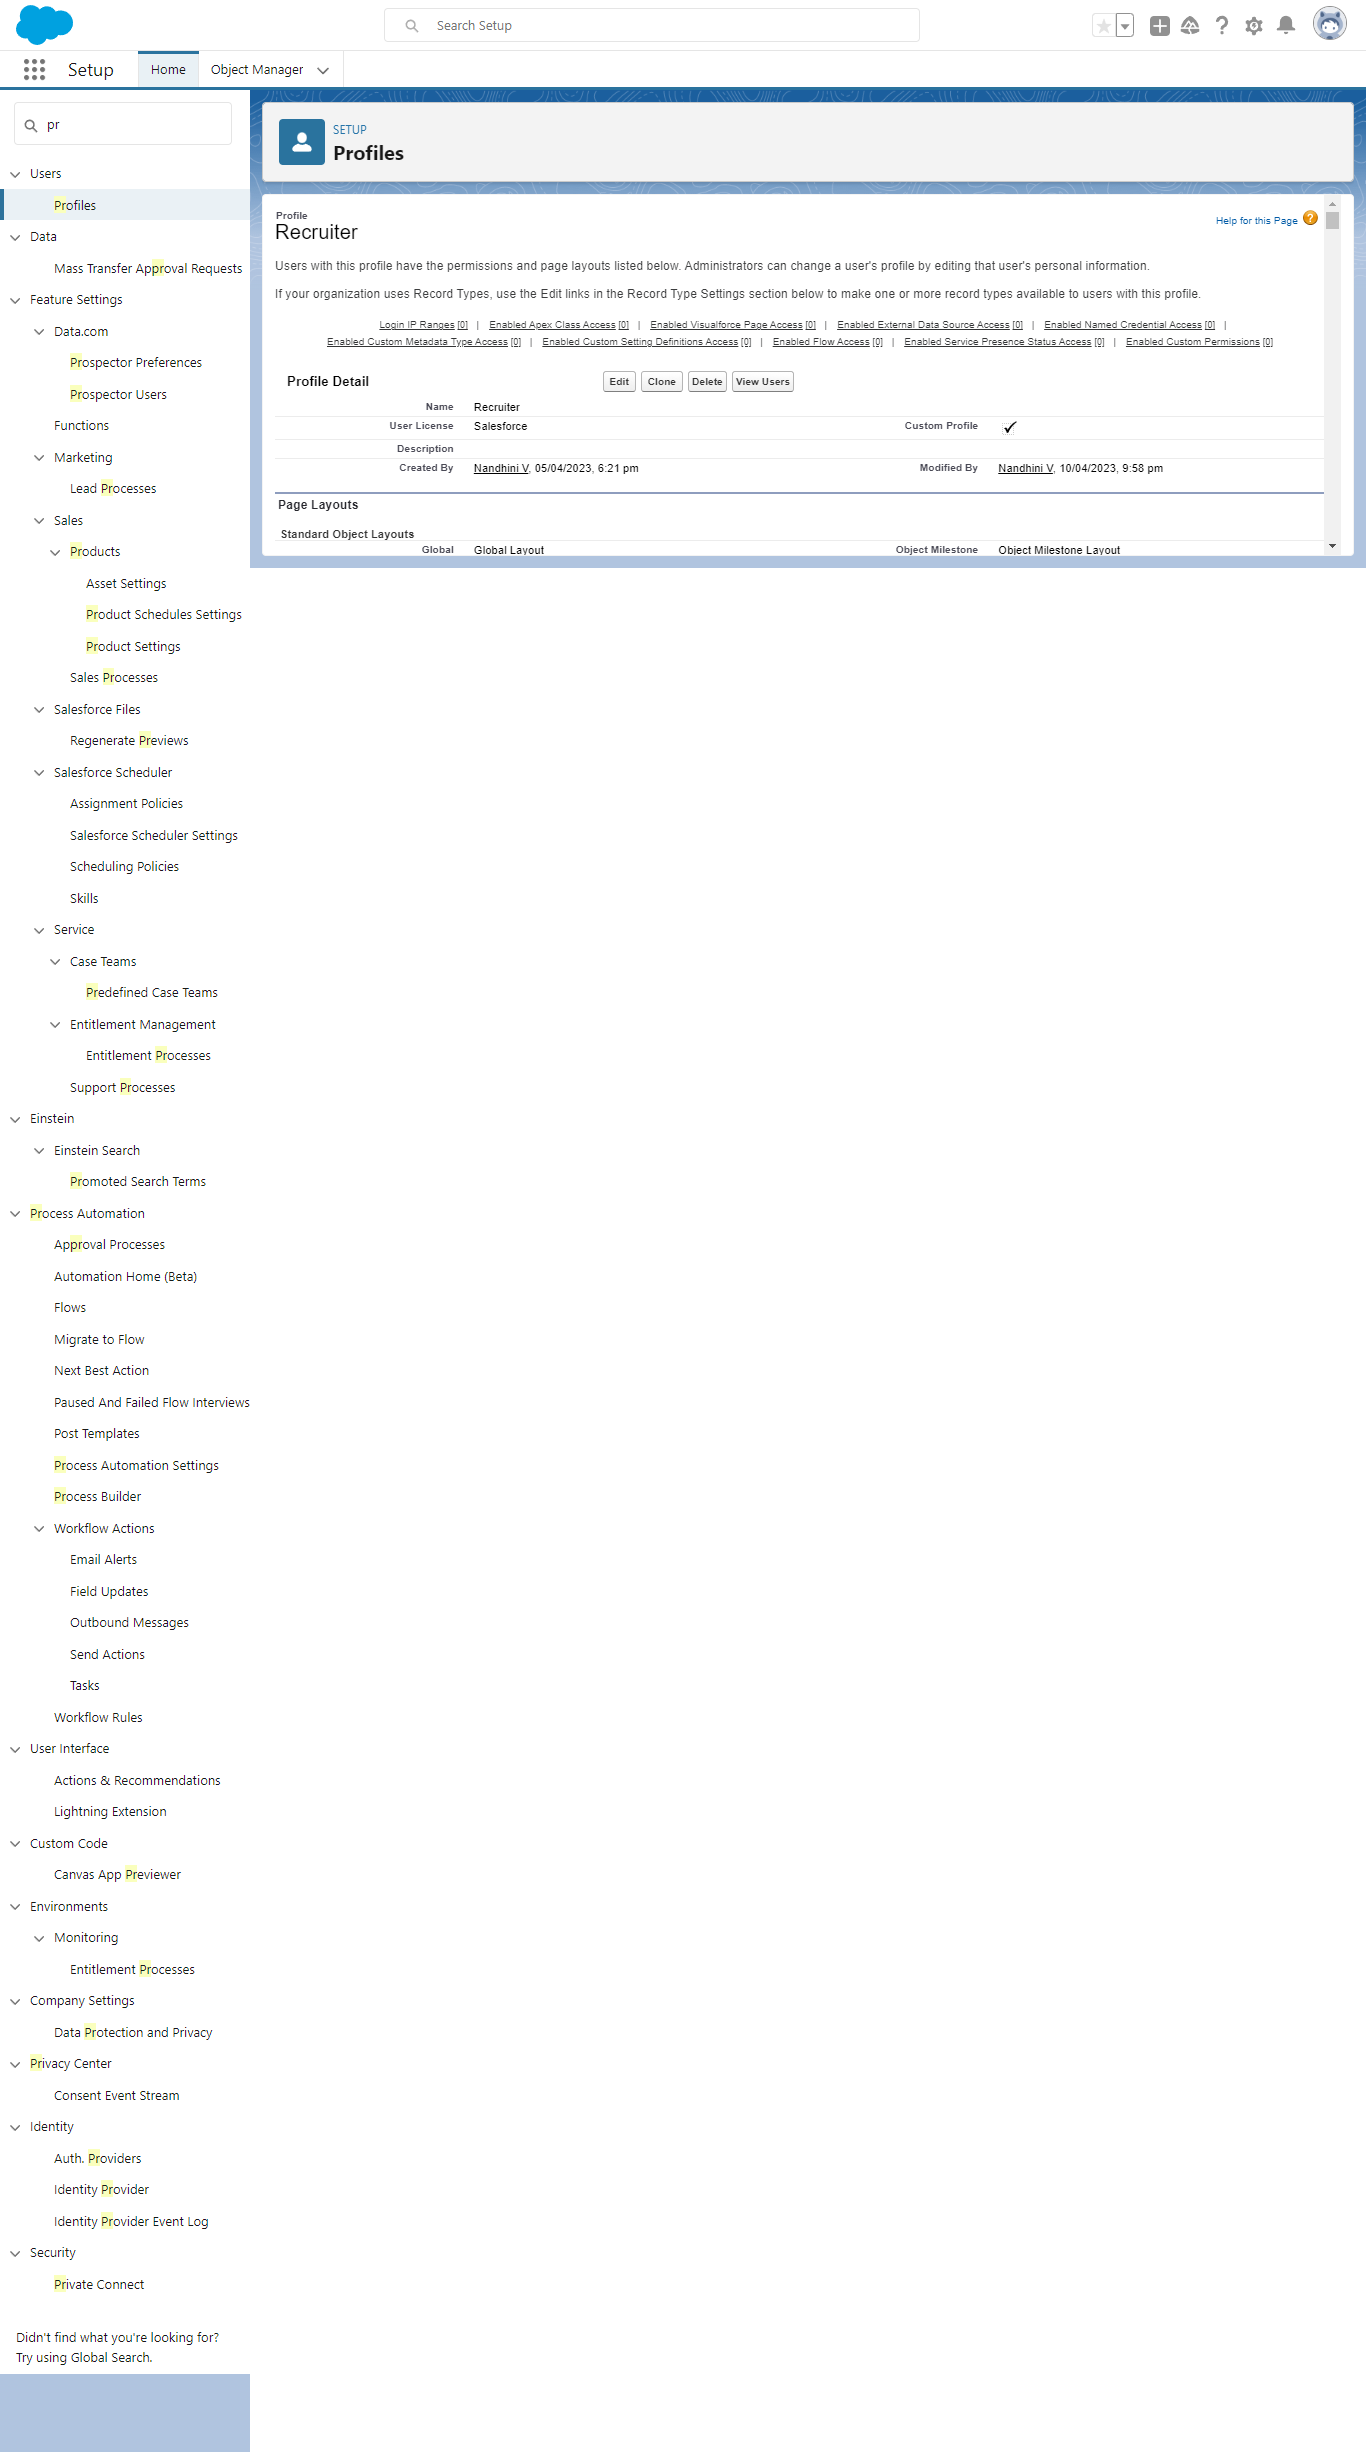 Search Setup
Setup
Home
Object Manager
pr
Users
Profiles
Data
Mass Transfer Approval Requests
Feature Settings
Data.com
Prospector Preferences
Prospector Users
Functions
Marketing
Lead Processes
Sales
Products
Asset Settings
Product Schedules Settings
Product Settings
Sales Processes
Salesforce Files
Regenerate Previews
Salesforce Scheduler
Assignment Policies
Salesforce Scheduler Settings
Scheduling Policies
Skills
Service
Case Teams
Predefined Case Teams
Entitlement Management
Entitlement Processes
Support Processes
Einstein
Einstein Search
Promoted Search Terms
Process Automation
Approval Processes
Automation Home (Beta)
Flows
Migrate to Flow
Next Best Action
Paused And Failed Flow Interviews
Post Templates
Process Automation Settings
Process Builder
Workflow Actions
Email Alerts
Field Updates
Outbound Messages
Send Actions
Tasks
Workflow Rules
User Interface
Actions & Recommendations
Lightning Extension
Custom Code
Canvas App Previewer
Environments
Monitoring
Entitlement Processes
Company Settings
Data Protection and Privacy
Privacy Center
Consent Event Stream
Identity
Auth. Providers
Identity Provider
Identity Provider Event Log
Security
Private Connect
Didn't find what you're looking for?
Try using Global Search.
SETUP
Profiles
Profile
Recruiter
Help for this Page ?
Users with this profile have the permissions and page layouts listed below. Administrators can change a user's profile by editing that user's personal information.
If your organization uses Record Types, use the Edit links in the Record Type Settings section below to make one or more record types available to users with this profile.
Login IP Ranges [0] | Enabled Apex Class Access [0] | Enabled Visualforce Page Access [0] | Enabled External Data Source Access [0] | Enabled Named Credential Access [0] |
Enabled Custom Metadata Type Access [0] | Enabled Custom Setting Definitions Access [0] | Enabled Flow Access [0] | Enabled Service Presence Status Access [0] | Enabled Custom Permissions [0]
Profile Detail Edit Clone Delete View Users
Name Recruiter
User License Salesforce Custom Profile
Description
Created By Nandhini V, 05/04/2023, 6:21 pm Modified By Nandhini V, 10/04/2023, 9:58 pm
Page Layouts
Standard Object Layouts
Global Global Layout Object Milestone Object Milestone Layout